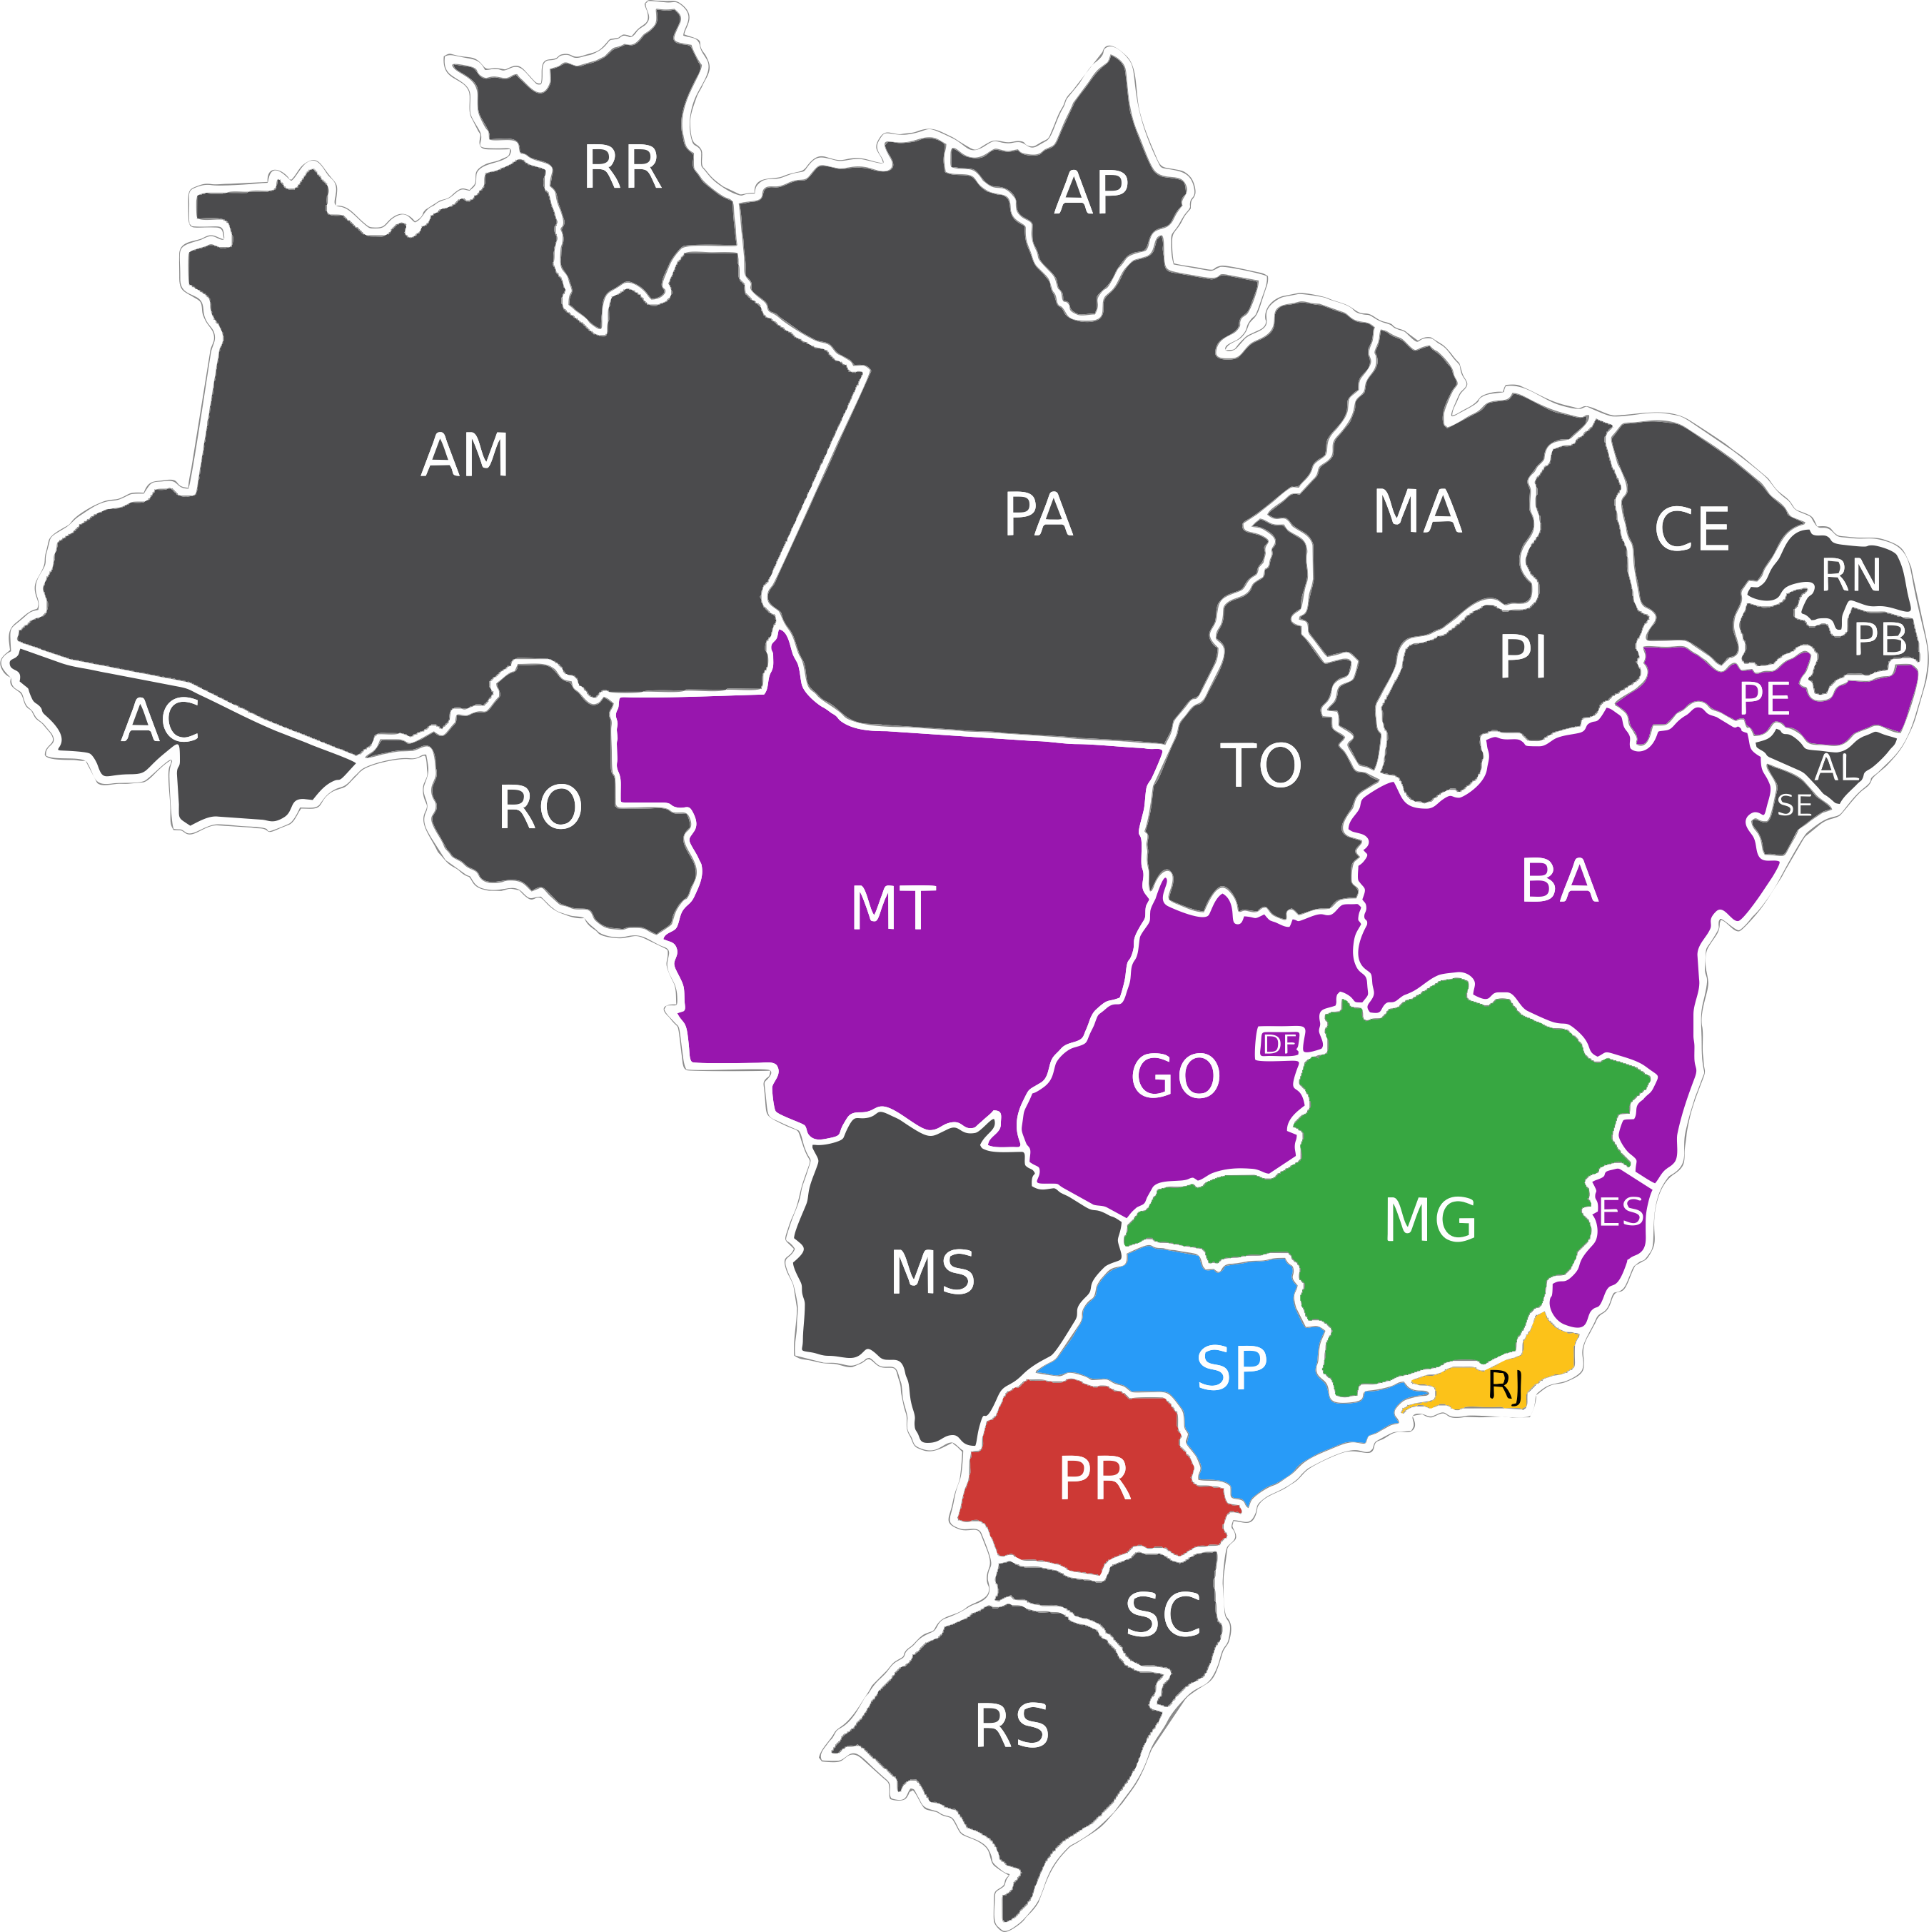 RR
AP
AM
PA
MA
CE
RN
PB
PI
PE
AC
TO
AL
RO
SE
BA
MT
DF
GO
MG
ES
MS
SP
RJ
PR
SC
RS